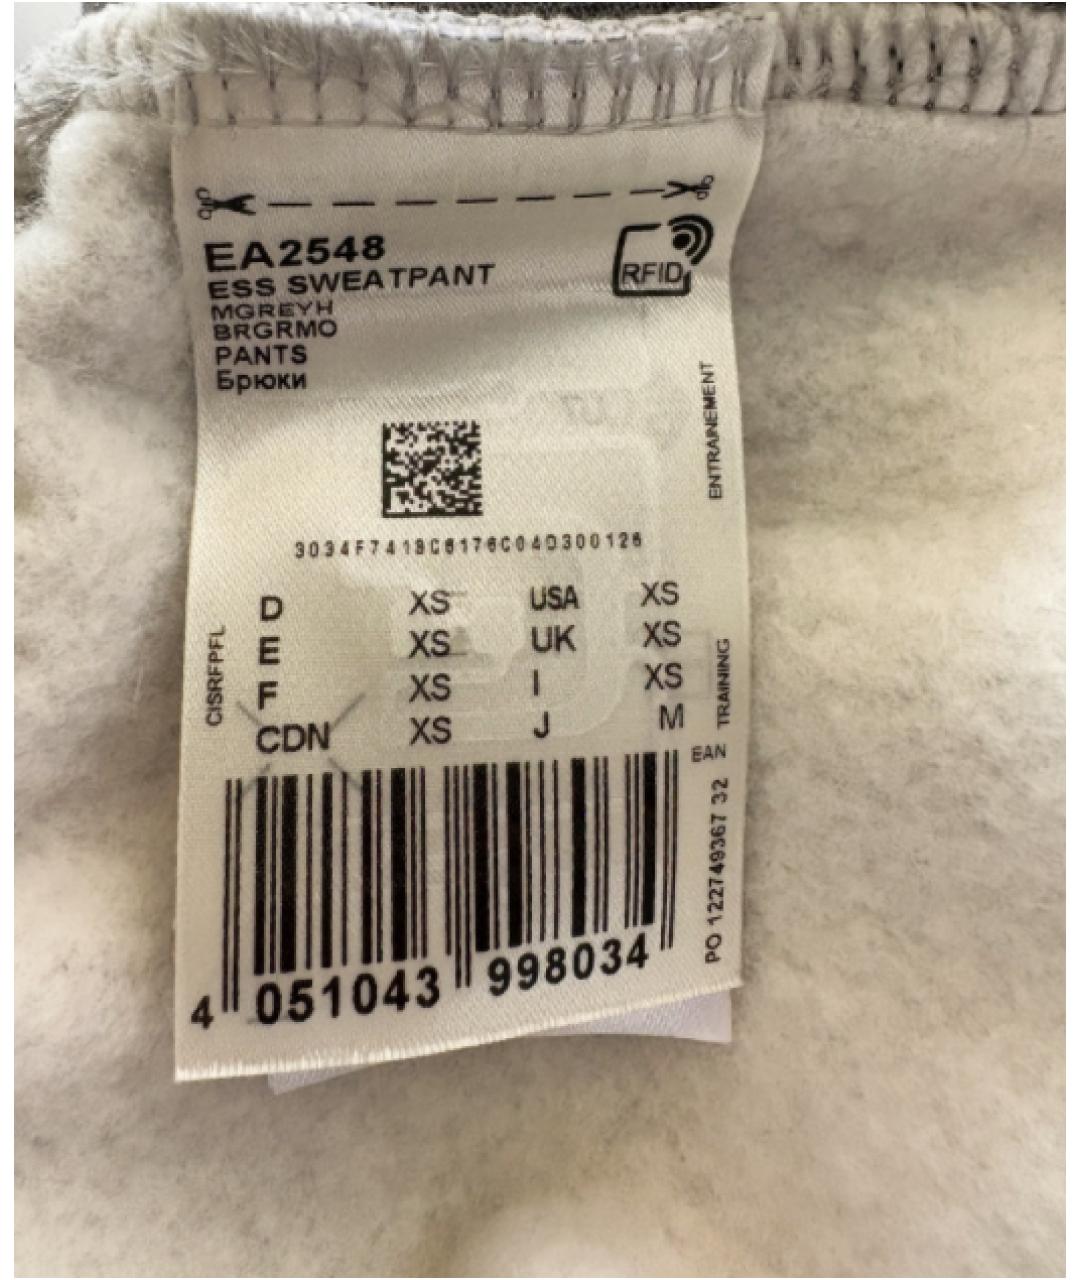 EA2548
ESS SWEATPANT
MGREYH
BRGRMO
PANTS
Брюки
RFID
ENTRAINEMENT
3034F7418C6176C04D300126
D XS USA XS
E XS UK XS
F XS I XS
CDN XS J M
CISRFPFL
TRAINING
EAN
PO 122749367 32
4 051043 998034